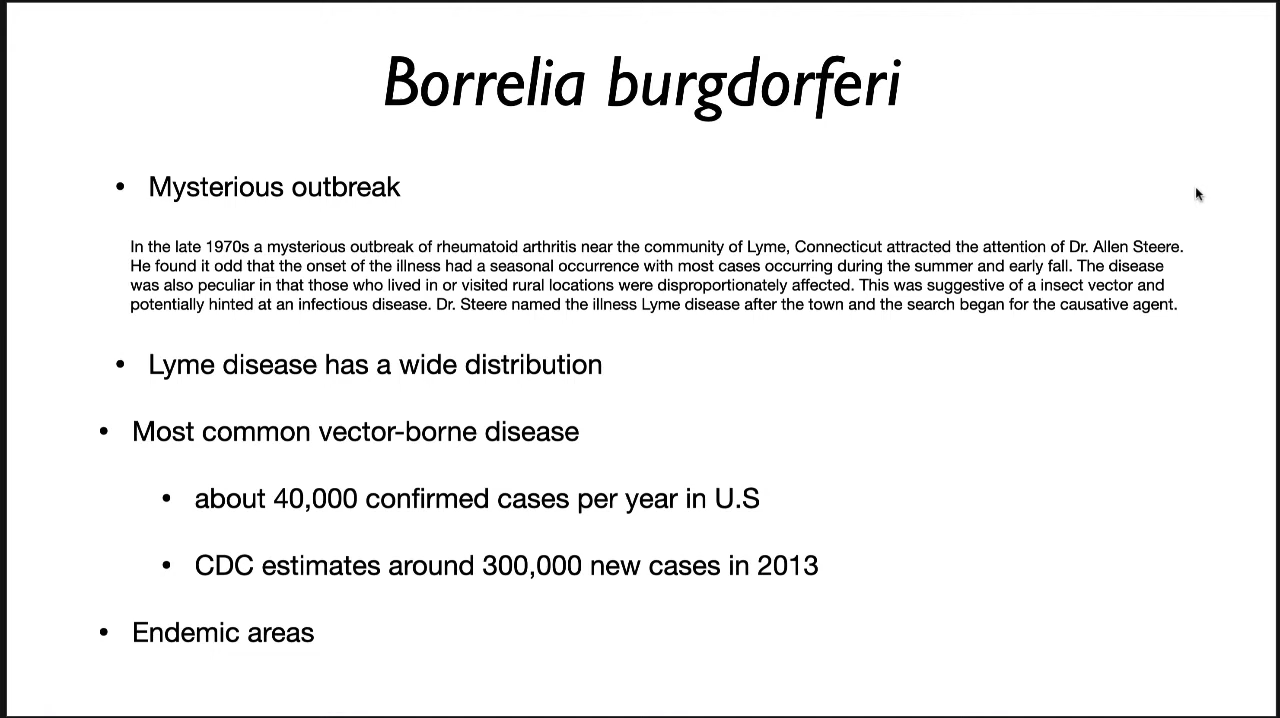 Borrelia burgdorferi
• Mysterious outbreak
In the late 1970s a mysterious outbreak of rheumatoid arthritis near the community of Lyme, Connecticut attracted the attention of Dr. Allen Steere.
He found it odd that the onset of the illness had a seasonal occurrence with most cases occurring during the summer and early fall. The disease
was also peculiar in that those who lived in or visited rural locations were disproportionately affected. This was suggestive of a insect vector and
potentially hinted at an infectious disease. Dr. Steere named the illness Lyme disease after the town and the search began for the causative agent.
• Lyme disease has a wide distribution
• Most common vector-borne disease
• about 40,000 confirmed cases per year in U.S
• CDC estimates around 300,000 new cases in 2013
• Endemic areas